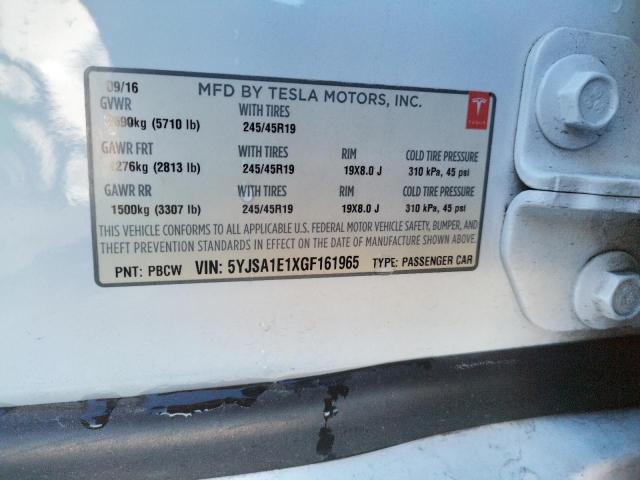 09/16 MFD BY TESLA MOTORS, INC.
GVWR WITH TIRES
2590kg (5710 lb) 245/45R19
GAWR FRT WITH TIRES RIM COLD TIRE PRESSURE
1276kg (2813 lb) 245/45R19 19X8.0 J 310 kPa, 45 psi
GAWR RR WITH TIRES RIM COLD TIRE PRESSURE
1500kg (3307 lb) 245/45R19 19X8.0 J 310 kPa, 45 psi
THIS VEHICLE CONFORMS TO ALL APPLICABLE U.S. FEDERAL MOTOR VEHICLE SAFETY, BUMPER, AND
THEFT PREVENTION STANDARDS IN EFFECT ON THE DATE OF MANUFACTURE SHOWN ABOVE.
PNT: PBCW VIN: 5YJSA1E1XGF161965 TYPE: PASSENGER CAR
TESLA